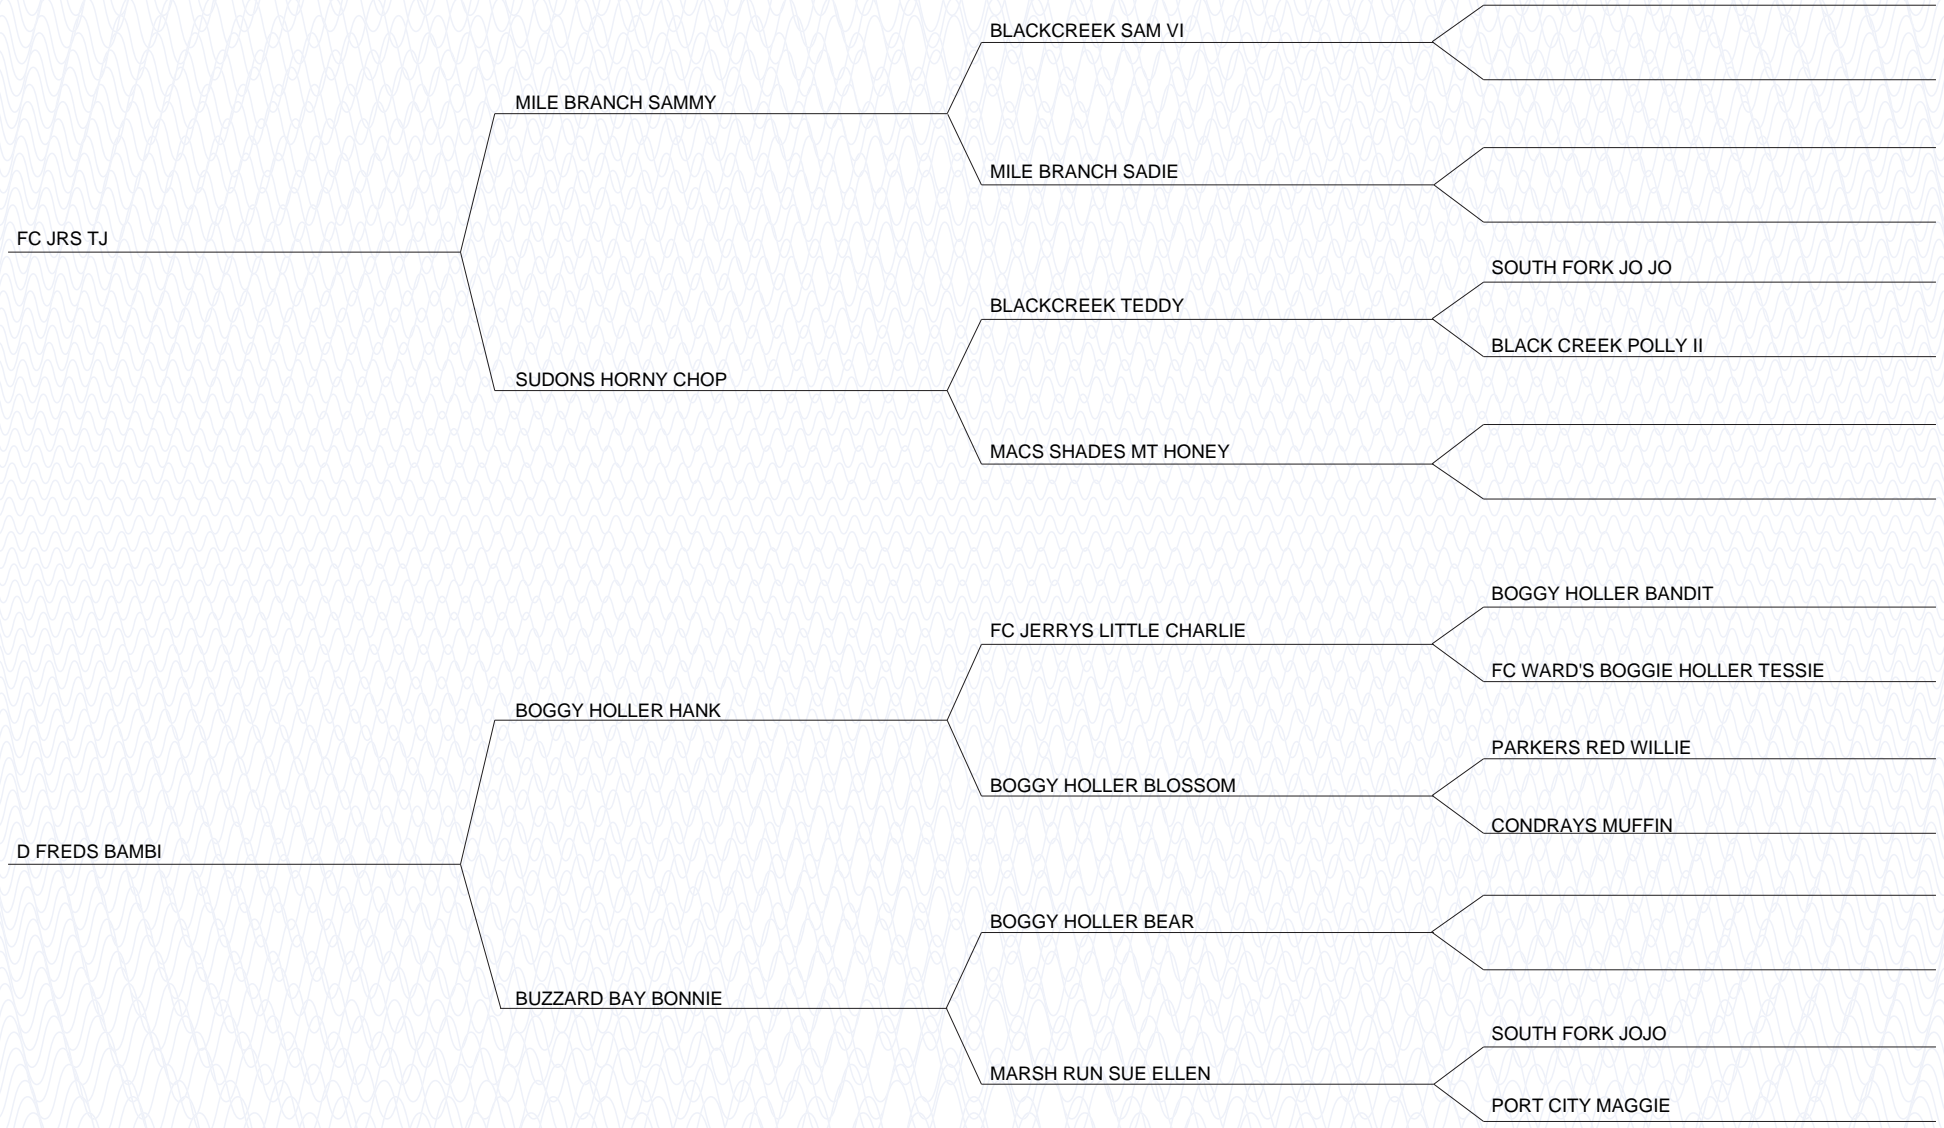 BLACKCREEK SAM VI
MILE BRANCH SAMMY
MILE BRANCH SADIE
FC JRS TJ
SOUTH FORK JO JO
BLACKCREEK TEDDY
BLACK CREEK POLLY II
SUDONS HORNY CHOP
MACS SHADES MT HONEY
BOGGY HOLLER BANDIT
FC JERRYS LITTLE CHARLIE
FC WARD'S BOGGIE HOLLER TESSIE
BOGGY HOLLER HANK
PARKERS RED WILLIE
BOGGY HOLLER BLOSSOM
CONDRAYS MUFFIN
D FREDS BAMBI
BOGGY HOLLER BEAR
BUZZARD BAY BONNIE
SOUTH FORK JOJO
MARSH RUN SUE ELLEN
PORT CITY MAGGIE